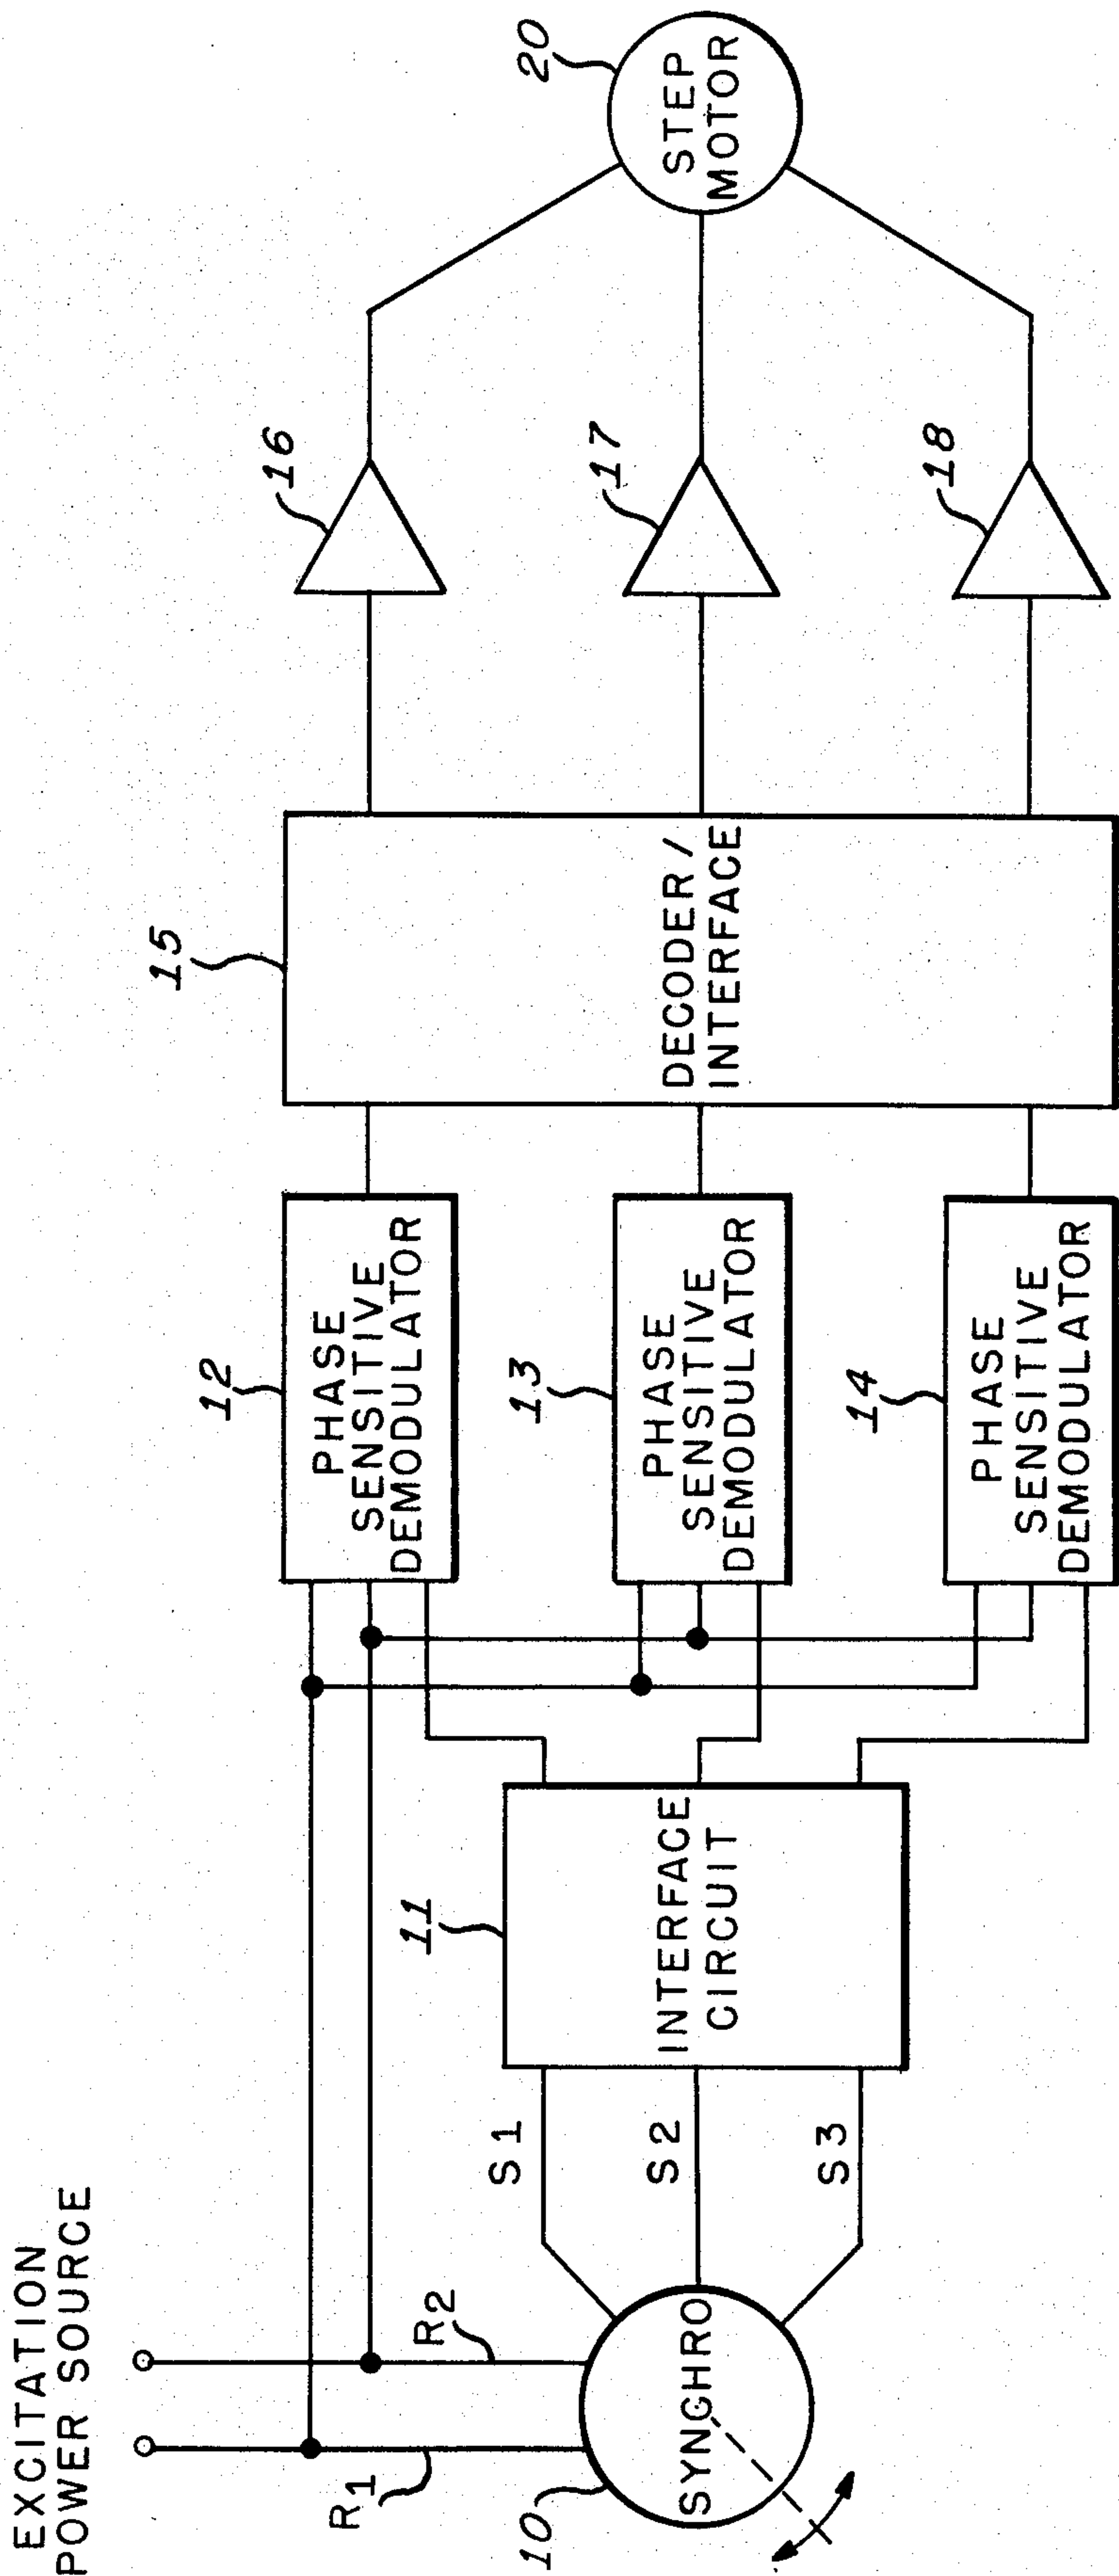 EXCITATION
POWER SOURCE
R1
R2
10
SYNCHRO
S1
S2
S3
11
INTERFACE
CIRCUIT
12
PHASE
SENSITIVE
DEMODULATOR
13
PHASE
SENSITIVE
DEMODULATOR
14
PHASE
SENSITIVE
DEMODULATOR
15
DECODER/
INTERFACE
16
17
18
20
STEP
MOTOR